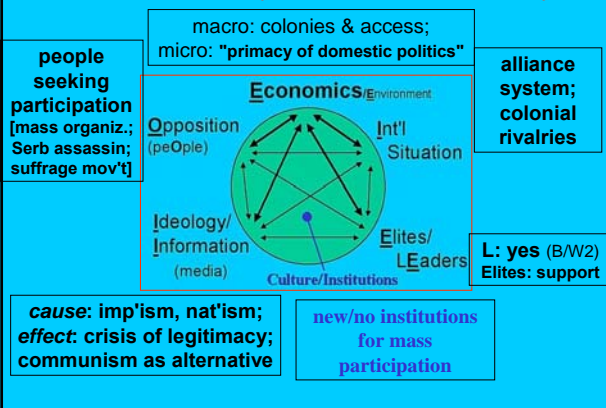 macro: colonies & access;
micro: "primacy of domestic politics"
people
seeking
participation
[mass organiz.;
Serb assassin;
suffrage mov't]
alliance
system;
colonial
rivalries
Economics/Environment
Opposition
(peOple)
Int'l
Situation
Ideology/
Information
(media)
Elites/
LEaders
Culture/Institutions
L: yes (B/W2)
Elites: support
cause: imp'ism, nat'ism;
effect: crisis of legitimacy;
communism as alternative
new/no institutions
for mass
participation